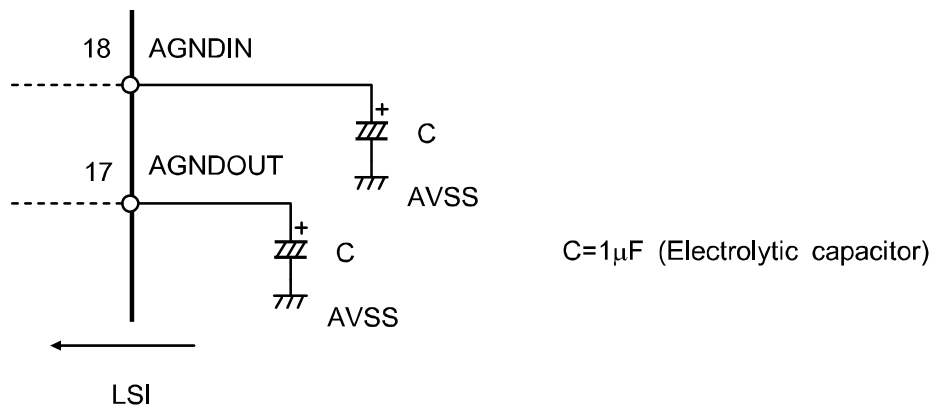 18 AGNDIN
+
C
17 AGNDOUT
AVSS
+
C
C=1μF (Electrolytic capacitor)
AVSS
LSI